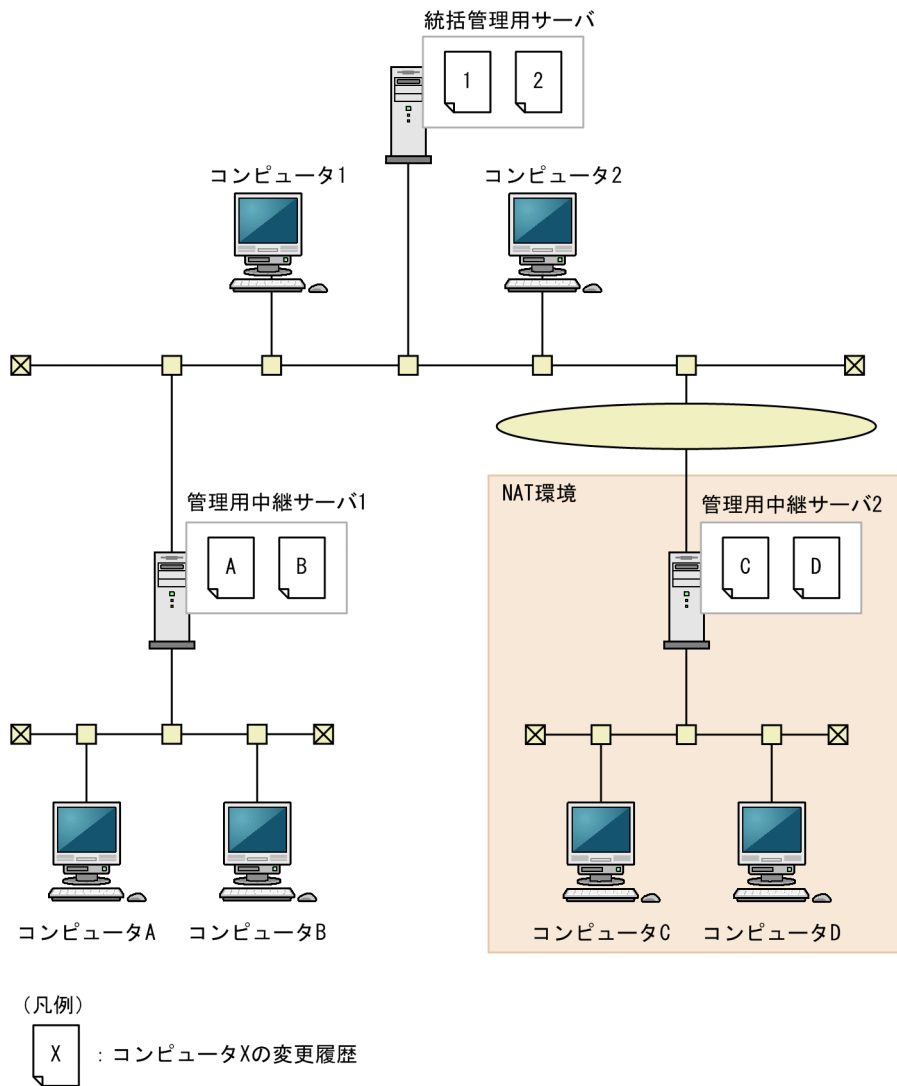 統括管理用サーバ
1
2
コンピュータ1
コンピュータ2
NAT環境
管理用中継サーバ1
A
B
管理用中継サーバ2
C
D
コンピュータA
コンピュータB
コンピュータC
コンピュータD
(凡例)
X
:コンピュータXの変更履歴